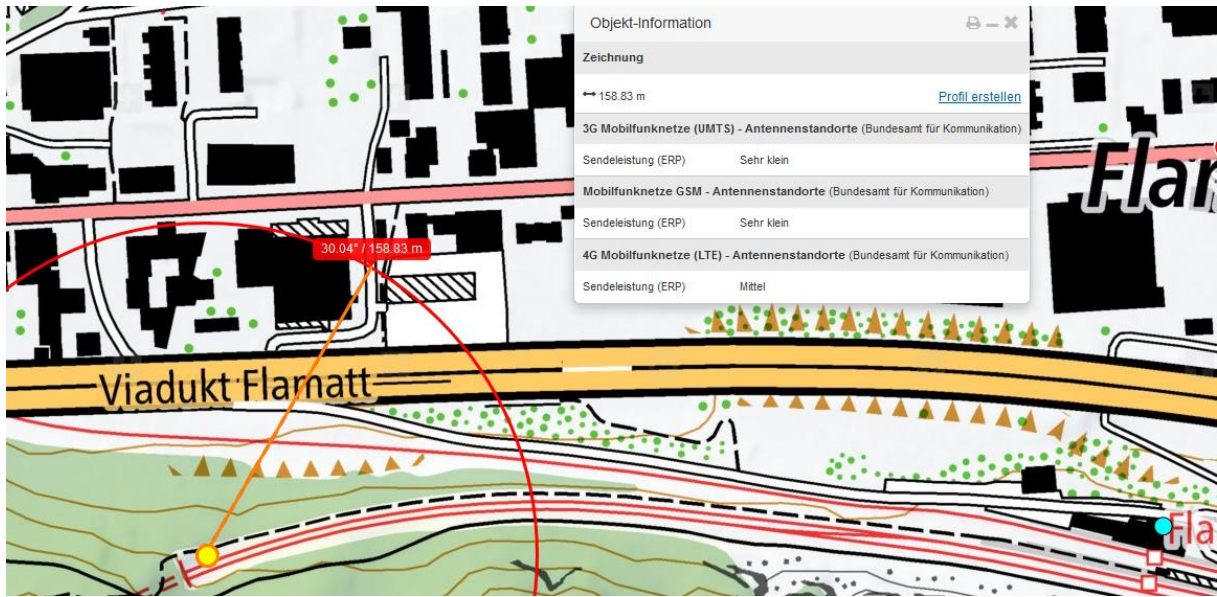 Objekt-Information
Zeichnung
158.83 m Profil erstellen
3G Mobilfunknetze (UMTS) - Antennenstandorte (Bundesamt für Kommunikation)
Sendeleistung (ERP) Sehr klein
Mobilfunknetze GSM - Antennenstandorte (Bundesamt für Kommunikation)
Sendeleistung (ERP) Sehr klein
4G Mobilfunknetze (LTE) - Antennenstandorte (Bundesamt für Kommunikation)
Sendeleistung (ERP) Mittel
Flar
30.04° / 158.83 m
Viadukt Flamatt
Fla